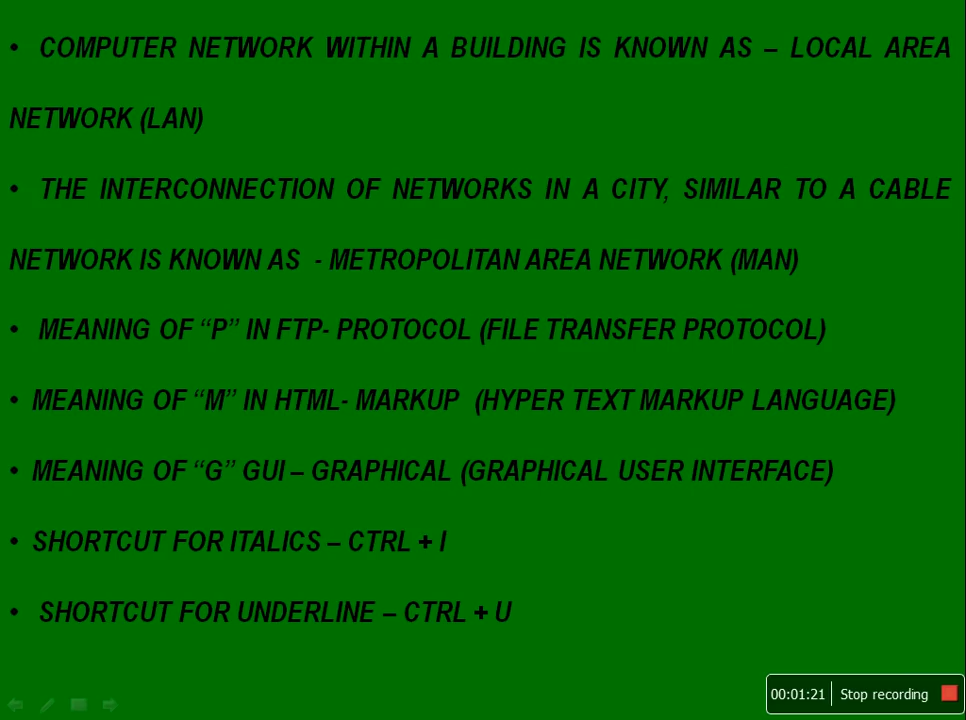 • COMPUTER NETWORK WITHIN A BUILDING IS KNOWN AS – LOCAL AREA
NETWORK (LAN)
• THE INTERCONNECTION OF NETWORKS IN A CITY, SIMILAR TO A CABLE
NETWORK IS KNOWN AS - METROPOLITAN AREA NETWORK (MAN)
• MEANING OF “P” IN FTP- PROTOCOL (FILE TRANSFER PROTOCOL)
• MEANING OF “M” IN HTML- MARKUP (HYPER TEXT MARKUP LANGUAGE)
• MEANING OF “G” GUI – GRAPHICAL (GRAPHICAL USER INTERFACE)
• SHORTCUT FOR ITALICS – CTRL + I
• SHORTCUT FOR UNDERLINE – CTRL + U
00:01:21 Stop recording